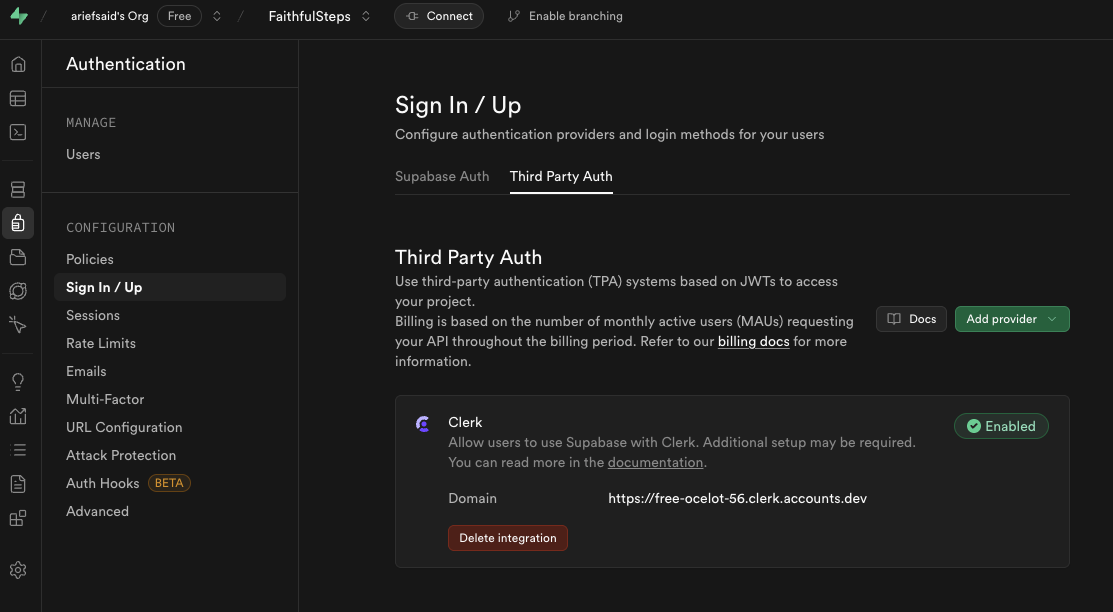 ariefsaid's Org Free FaithfulSteps Connect Enable branching
Authentication
MANAGE
Users
CONFIGURATION
Policies
Sign In / Up
Sessions
Rate Limits
Emails
Multi-Factor
URL Configuration
Attack Protection
Auth Hooks BETA
Advanced
Sign In / Up
Configure authentication providers and login methods for your users
Supabase Auth Third Party Auth
Third Party Auth
Use third-party authentication (TPA) systems based on JWTs to access
your project.
Billing is based on the number of monthly active users (MAUs) requesting
your API throughout the billing period. Refer to our billing docs for more
information.
Docs Add provider
Clerk
Enabled
Allow users to use Supabase with Clerk. Additional setup may be required.
You can read more in the documentation.
Domain https://free-ocelot-56.clerk.accounts.dev
Delete integration